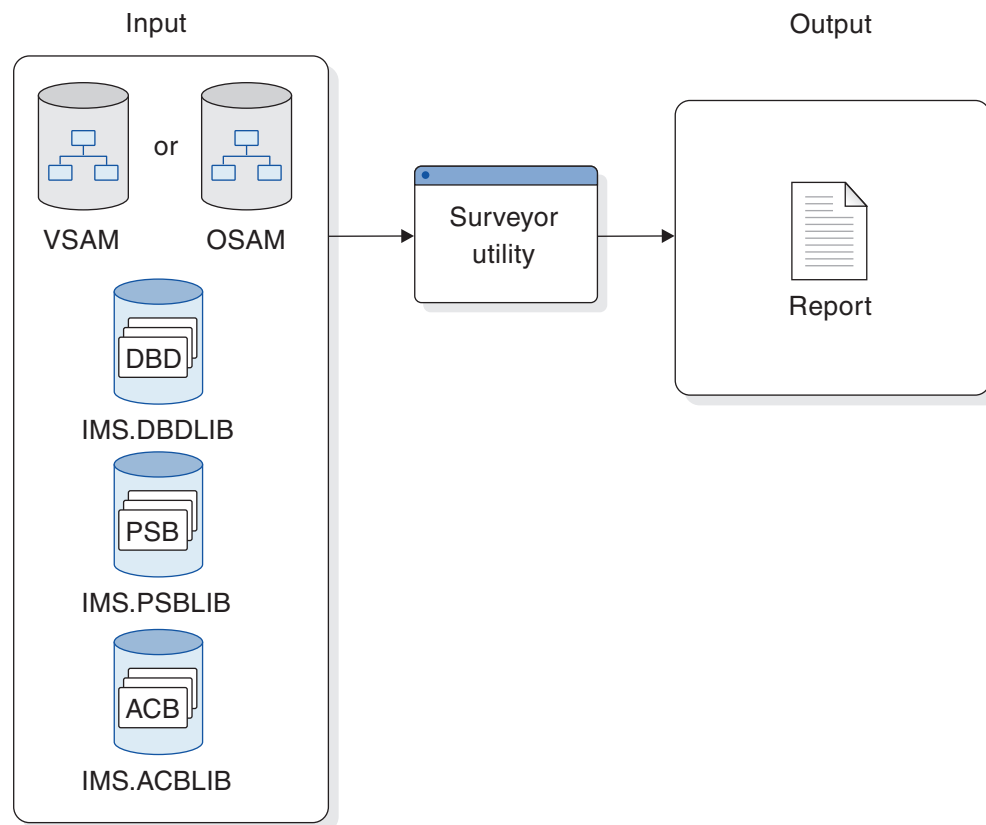 Input
Output
VSAM
or
OSAM
DBD
IMS.DBDLIB
PSB
IMS.PSBLIB
ACB
IMS.ACBLIB
Surveyor
utility
Report